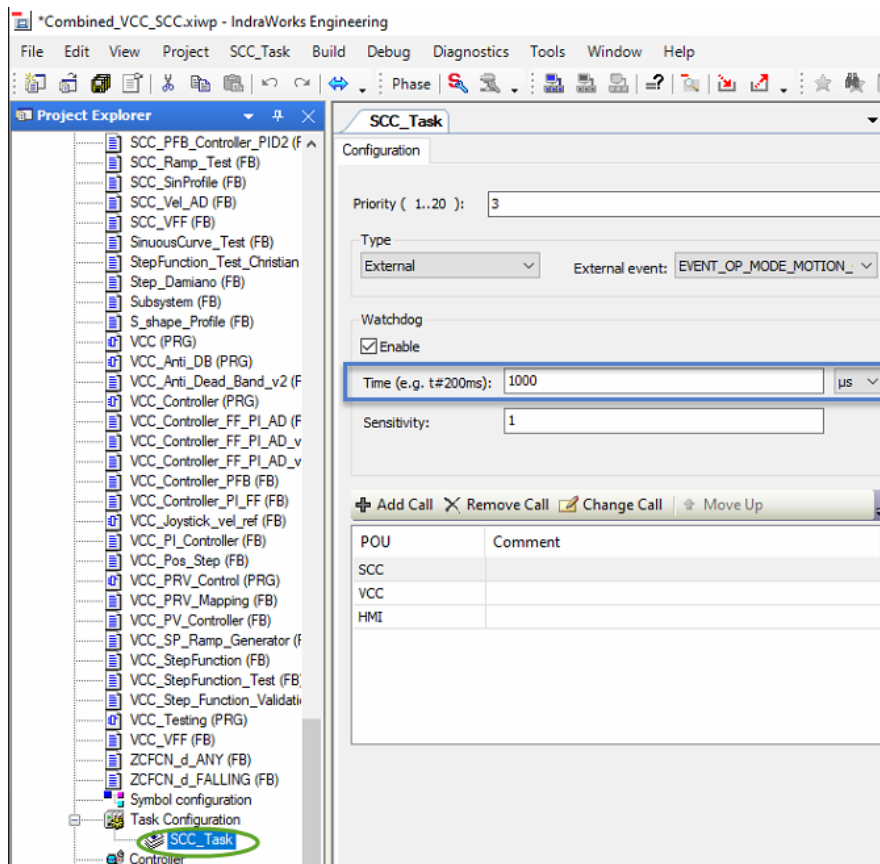 *Combined_VCC_SCC.xiwp - IndraWorks Engineering
File Edit View Project SCC_Task Build Debug Diagnostics Tools Window Help
Phase
Project Explorer
SCC_PFB_Controller_PID2 (F
SCC_Ramp_Test (FB)
SCC_SinProfile (FB)
SCC_Vel_AD (FB)
SCC_VFF (FB)
SinuousCurve_Test (FB)
StepFunction_Test_Christian
Step_Damiano (FB)
Subsystem (FB)
S_shape_Profile (FB)
VCC (PRG)
VCC_Anti_DB (PRG)
VCC_Anti_Dead_Band_v2 (F
VCC_Controller (PRG)
VCC_Controller_FF_PI_AD (F
VCC_Controller_FF_PI_AD_v
VCC_Controller_FF_PI_AD_v
VCC_Controller_PFB (FB)
VCC_Controller_PI_FF (FB)
VCC_Joystick_vel_ref (FB)
VCC_PI_Controller (FB)
VCC_Pos_Step (FB)
VCC_PRV_Control (PRG)
VCC_PRV_Mapping (FB)
VCC_PV_Controller (FB)
VCC_SP_Ramp_Generator (F
VCC_StepFunction (FB)
VCC_StepFunction_Test (FB)
VCC_Step_Function_Validati
VCC_Testing (PRG)
VCC_VFF (FB)
ZCFCN_d_ANY (FB)
ZCFCN_d_FALLING (FB)
Symbol configuration
Task Configuration
SCC_Task
Controller
SCC_Task
Configuration
Priority ( 1..20 ): 3
Type
External External event: EVENT_OP_MODE_MOTION_
Watchdog
Enable
Time (e.g. t#200ms): 1000 µs
Sensitivity: 1
Add Call Remove Call Change Call Move Up
POU Comment
SCC
VCC
HMI